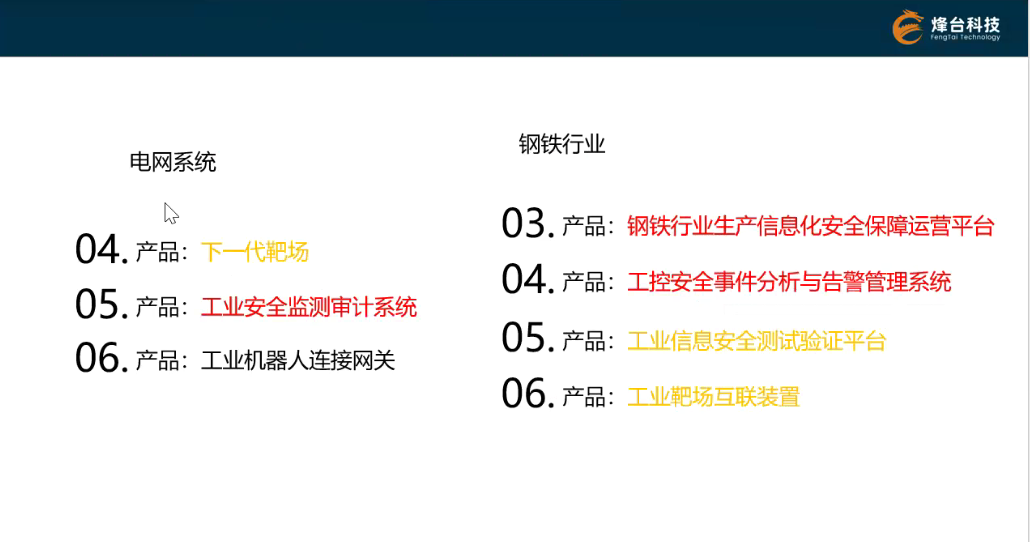 烽台科技
FengTai Technology
电网系统
04. 产品：下一代靶场
05. 产品：工业安全监测审计系统
06. 产品：工业机器人连接网关
钢铁行业
03. 产品：钢铁行业生产信息化安全保障运营平台
04. 产品：工控安全事件分析与告警管理系统
05. 产品：工业信息安全测试验证平台
06. 产品：工业靶场互联装置